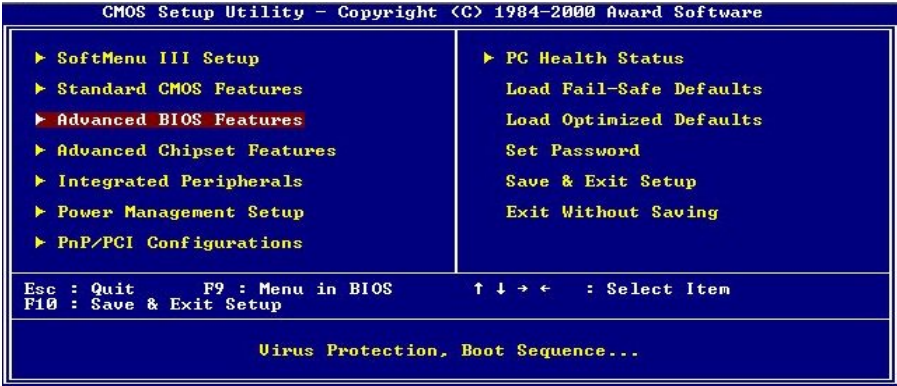 CMOS Setup Utility - Copyright (C) 1984-2000 Award Software
SoftMenu III Setup
Standard CMOS Features
Advanced BIOS Features
Advanced Chipset Features
Integrated Peripherals
Power Management Setup
PnP/PCI Configurations
PC Health Status
Load Fail-Safe Defaults
Load Optimized Defaults
Set Password
Save & Exit Setup
Exit Without Saving
Esc : Quit F9 : Menu in BIOS ↑ ↓ → ← : Select Item
F10 : Save & Exit Setup
Virus Protection, Boot Sequence...